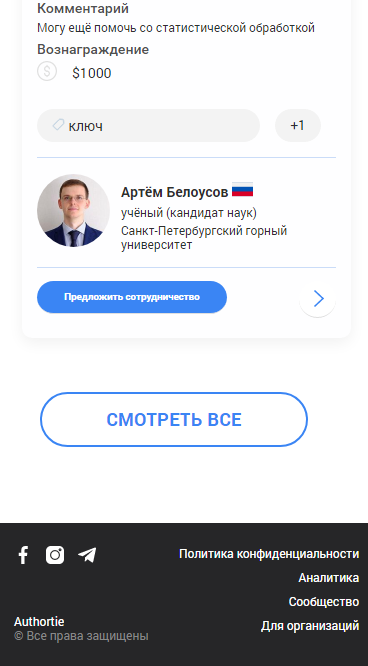 Комментарий
Могу ещё помочь со статистической обработкой
Вознаграждение
$1000
ключ
+1
Артём Белоусов
учёный (кандидат наук)
Санкт-Петербургский горный
университет
Предложить сотрудничество
СМОТРЕТЬ ВСЕ
Политика конфиденциальности
Аналитика
Сообщество
Для организаций
Authortie
© Все права защищены